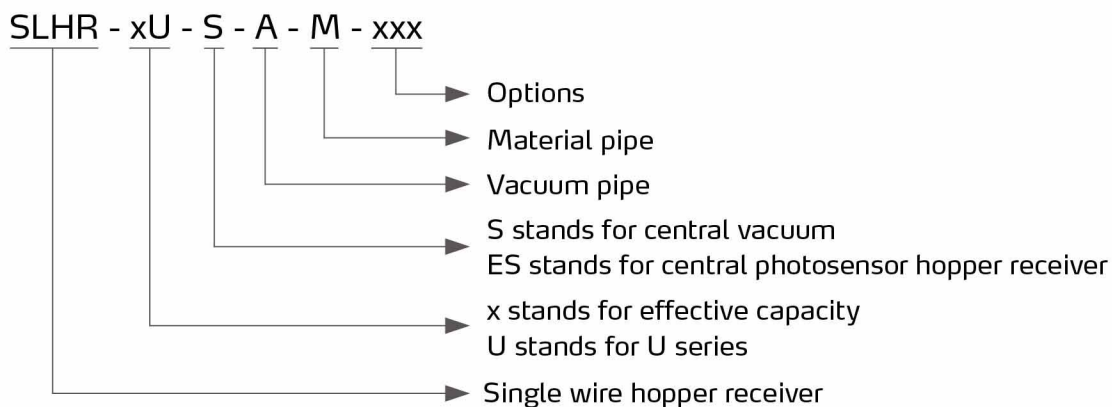 SLHR - xU - S - A - M - xxx
Options
Material pipe
Vacuum pipe
S stands for central vacuum
ES stands for central photosensor hopper receiver
x stands for effective capacity
U stands for U series
Single wire hopper receiver